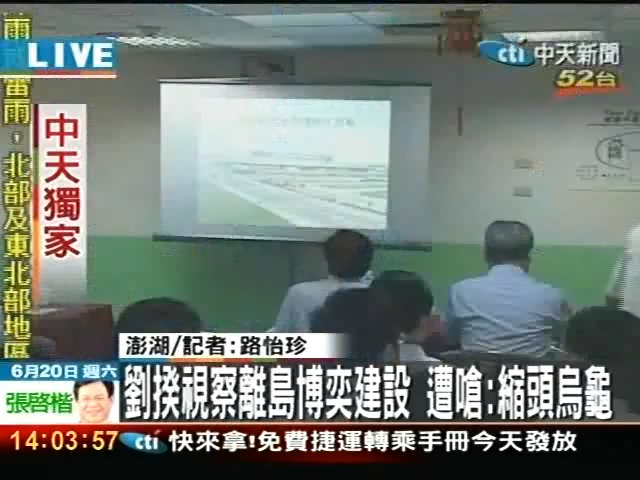 LIVE
cti 中天新聞
52台
雷雨,北部及東北部地區
中天獨家
澎湖/記者:路怡珍
6月20日 週六
劉揆視察離島博奕建設 遭嗆:縮頭烏龜
張啓楷
14:03:57
cti 快來拿!免費捷運轉乘手冊今天發放